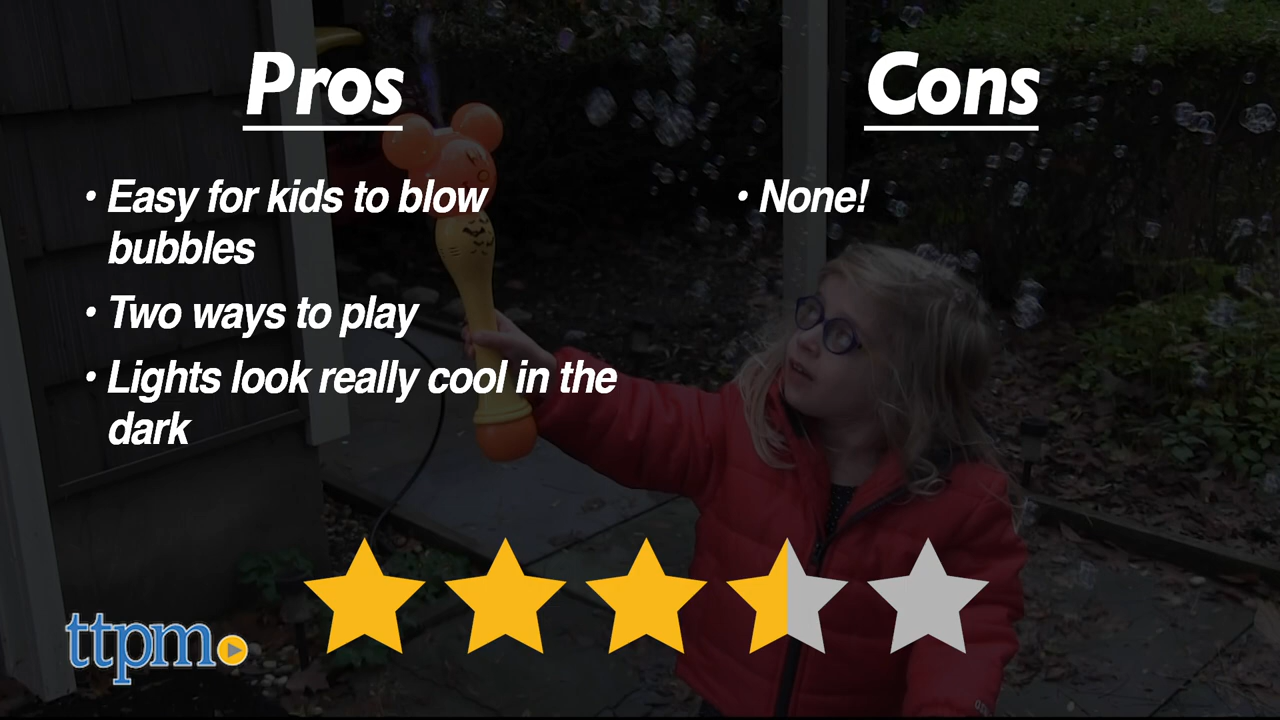 Pros
• Easy for kids to blow
bubbles
• Two ways to play
• Lights look really cool in the
dark
Cons
• None!
ttpm